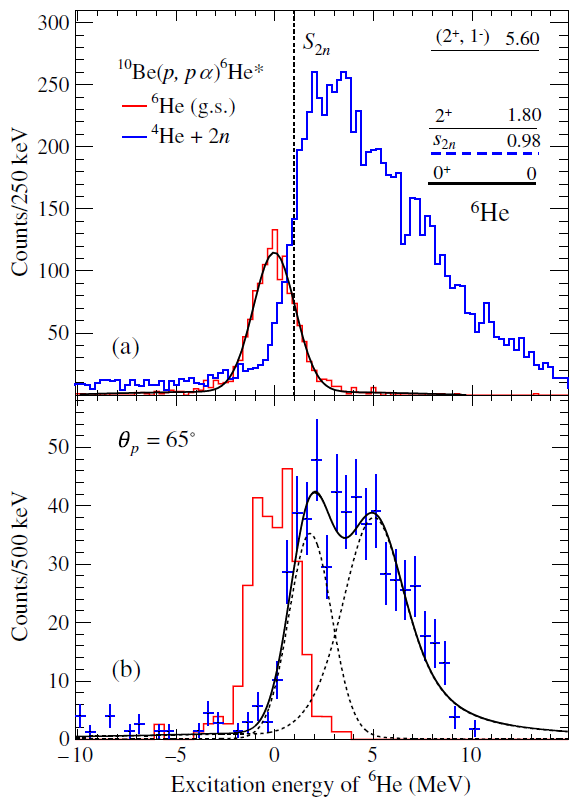 300
250
200
150
100
50
Counts/250 keV
S₂ₙ
¹⁰Be(p, pα)⁶He*
⁶He (g.s.)
⁴He + 2n
(2⁺, 1⁻) 5.60
2⁺ 1.80
S₂ₙ 0.98
0⁺ 0
⁶He
(a)
θₚ = 65°
50
40
30
20
10
0
Counts/500 keV
(b)
−10 −5 0 5 10
Excitation energy of ⁶He (MeV)